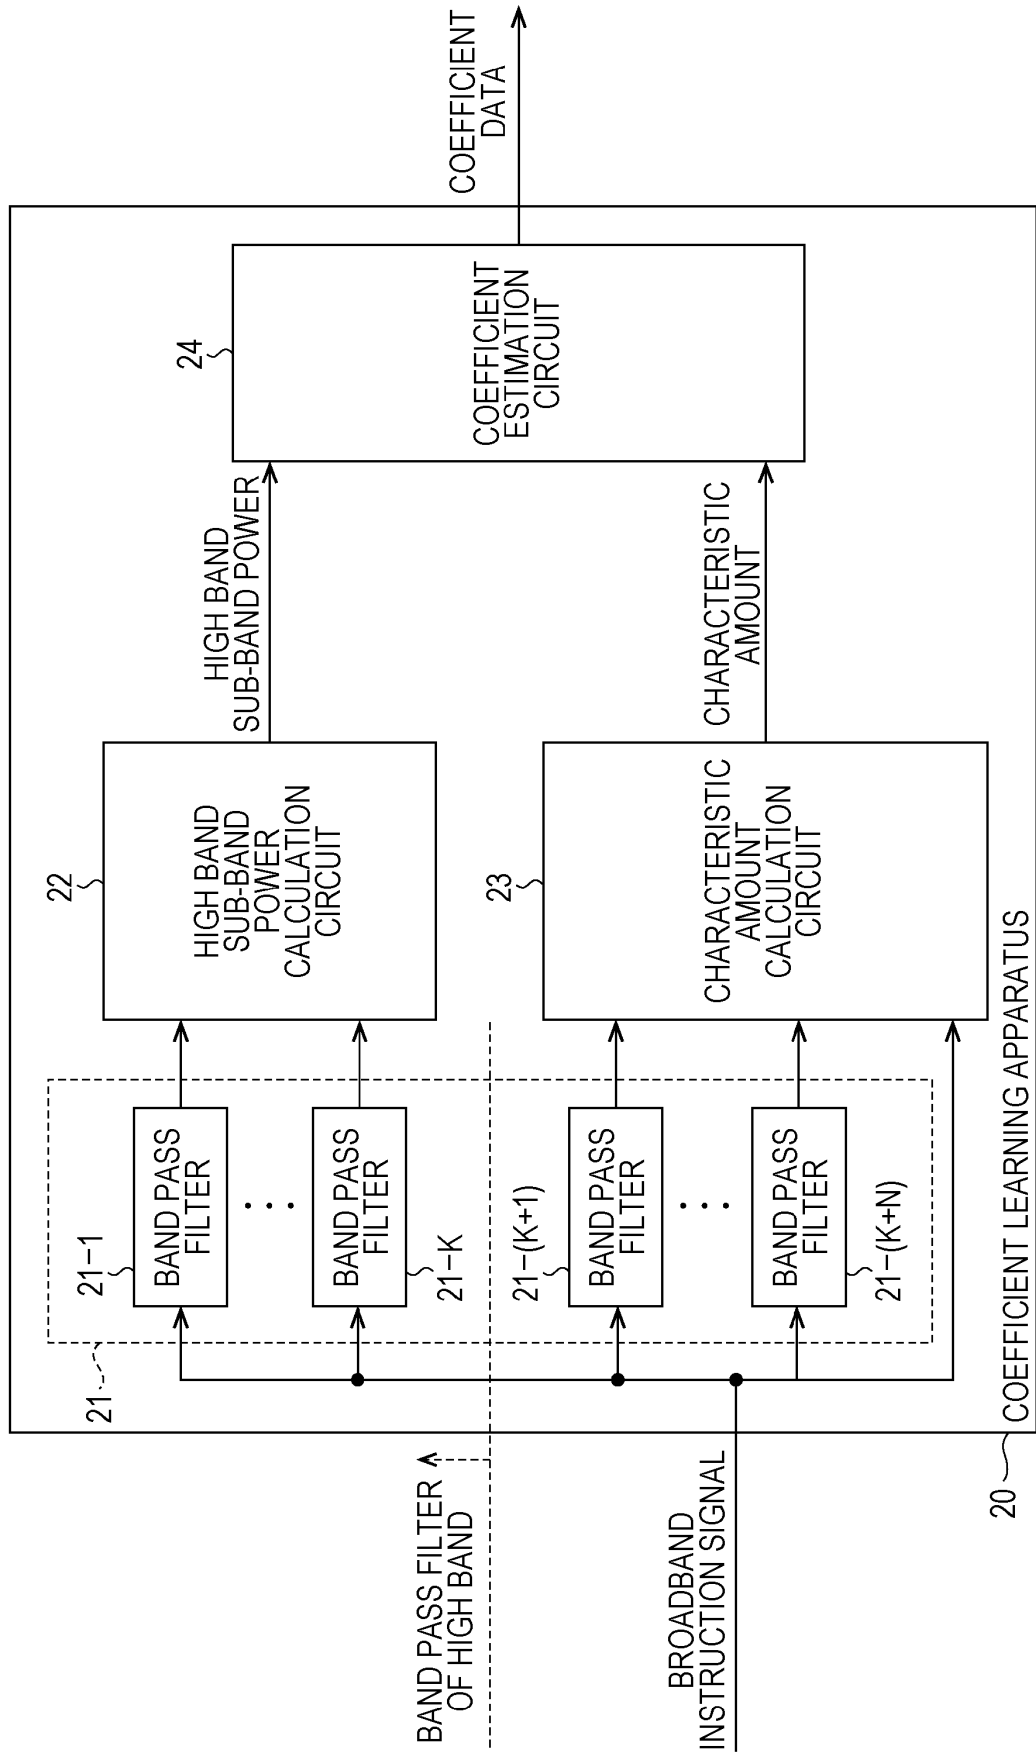 BAND PASS FILTER
OF HIGH BAND
BROADBAND
INSTRUCTION SIGNAL
21
21-1
BAND PASS
FILTER
BAND PASS
FILTER
21-K
21-(K+1)
BAND PASS
FILTER
BAND PASS
FILTER
21-(K+N)
22
HIGH BAND
SUB-BAND
POWER
CALCULATION
CIRCUIT
23
CHARACTERISTIC
AMOUNT
CALCULATION
CIRCUIT
HIGH BAND
SUB-BAND POWER
CHARACTERISTIC
AMOUNT
24
COEFFICIENT
ESTIMATION
CIRCUIT
COEFFICIENT
DATA
20
COEFFICIENT LEARNING APPARATUS